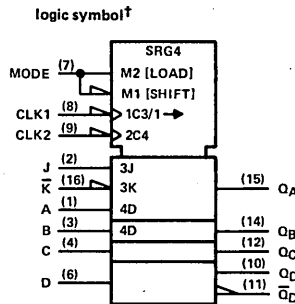 logic symbol†
SRG4
MODE (7) M2 [LOAD]
M1 [SHIFT]
CLK1 (8) 1C3/1
CLK2 (9) 2C4
J (2) 3J
K̅ (16) 3K (15) QA
A (1) 4D
B (3) 4D (14) QB
C (4) (12) QC
(10) QD
D (6) (11) Q̅D